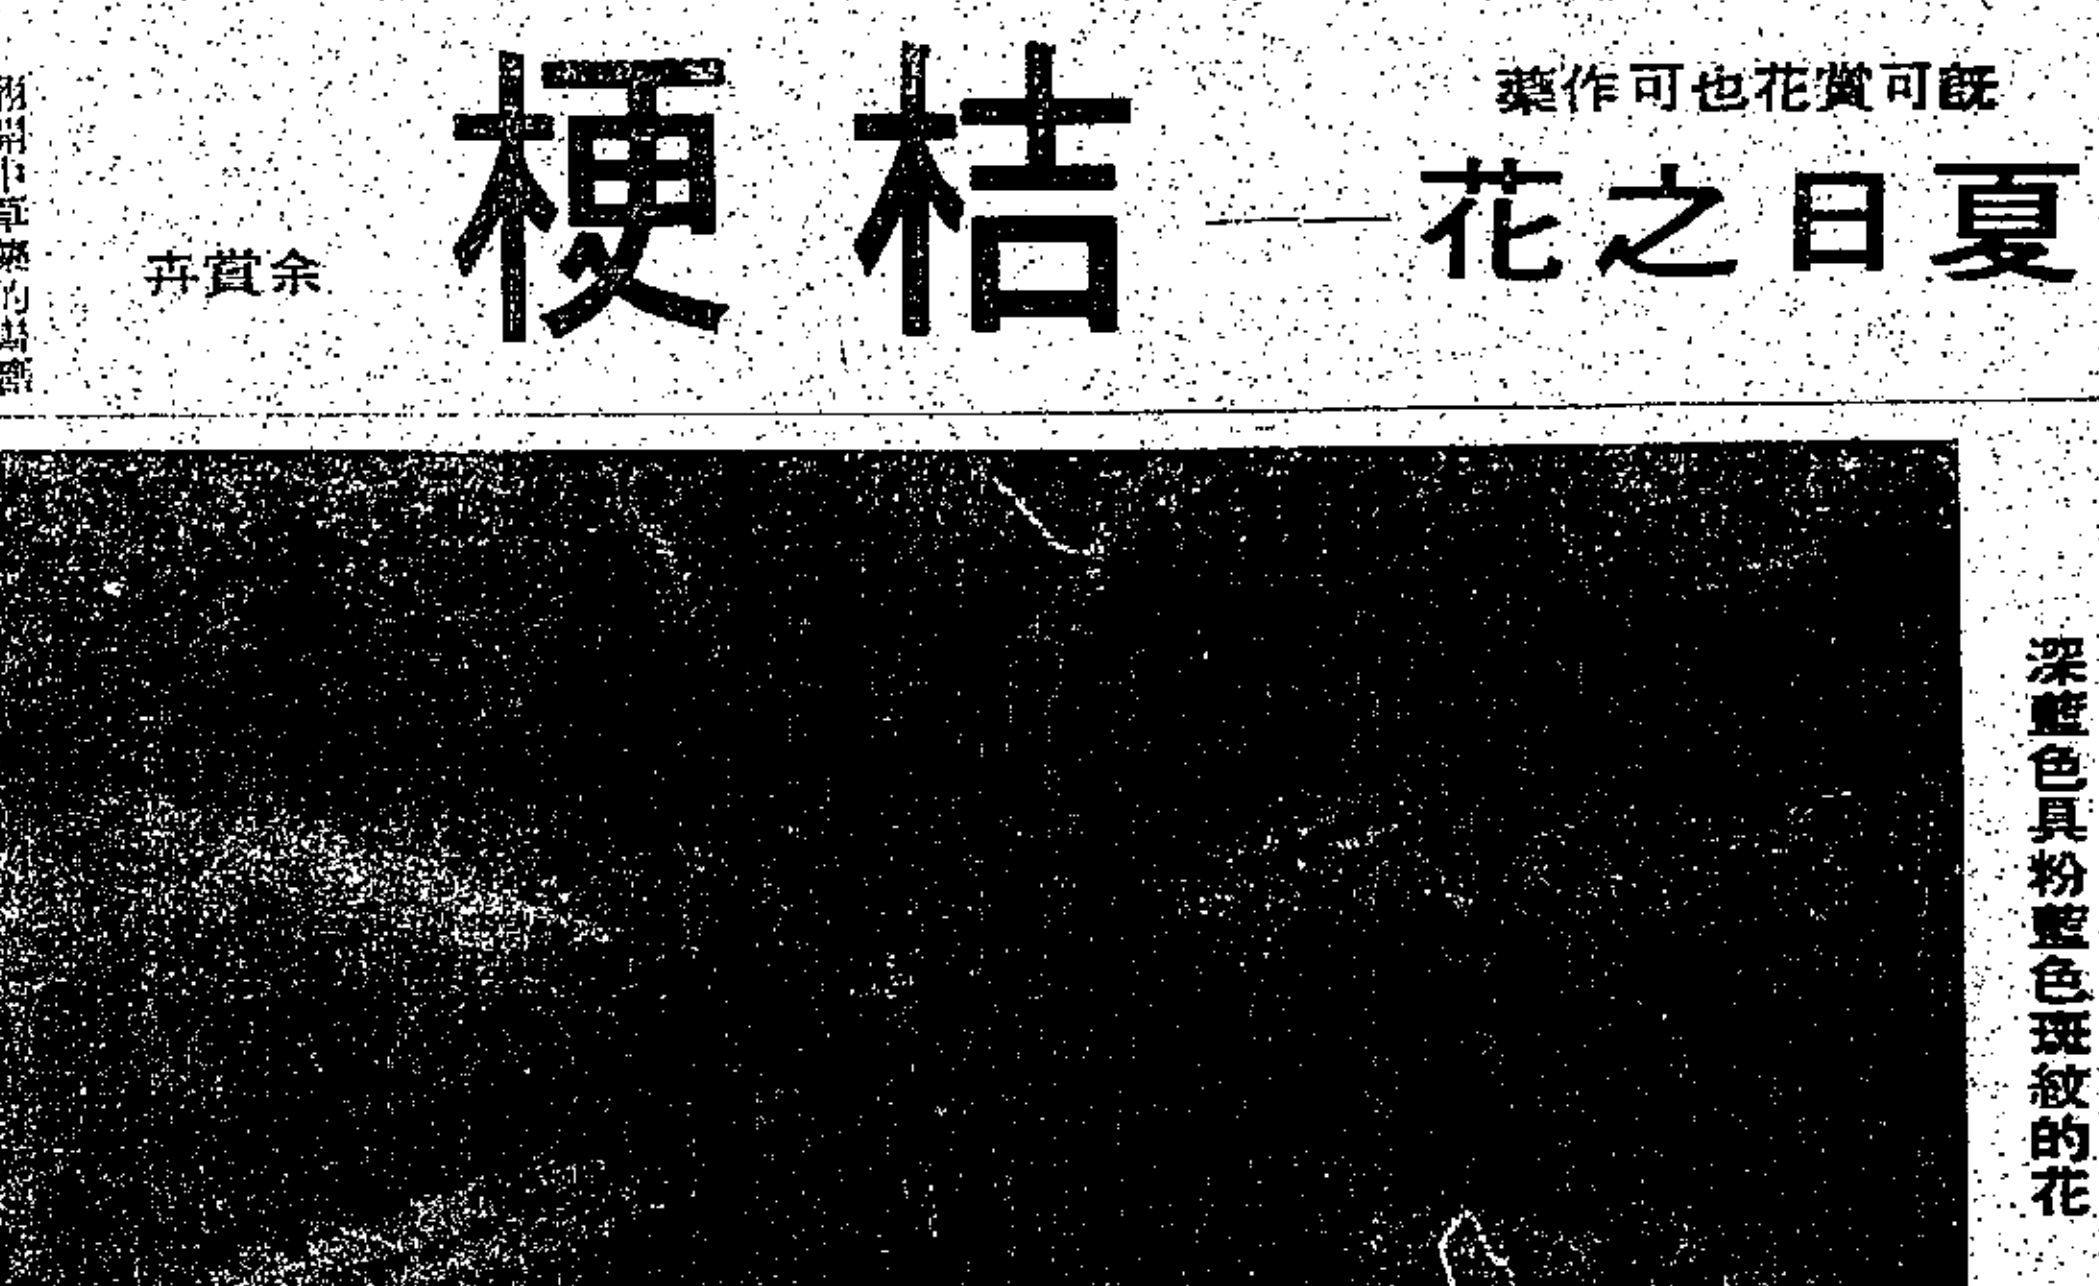 既可賞花也可作藥
夏日之花——桔梗
余賞卉
深藍色具粉藍色斑紋的花